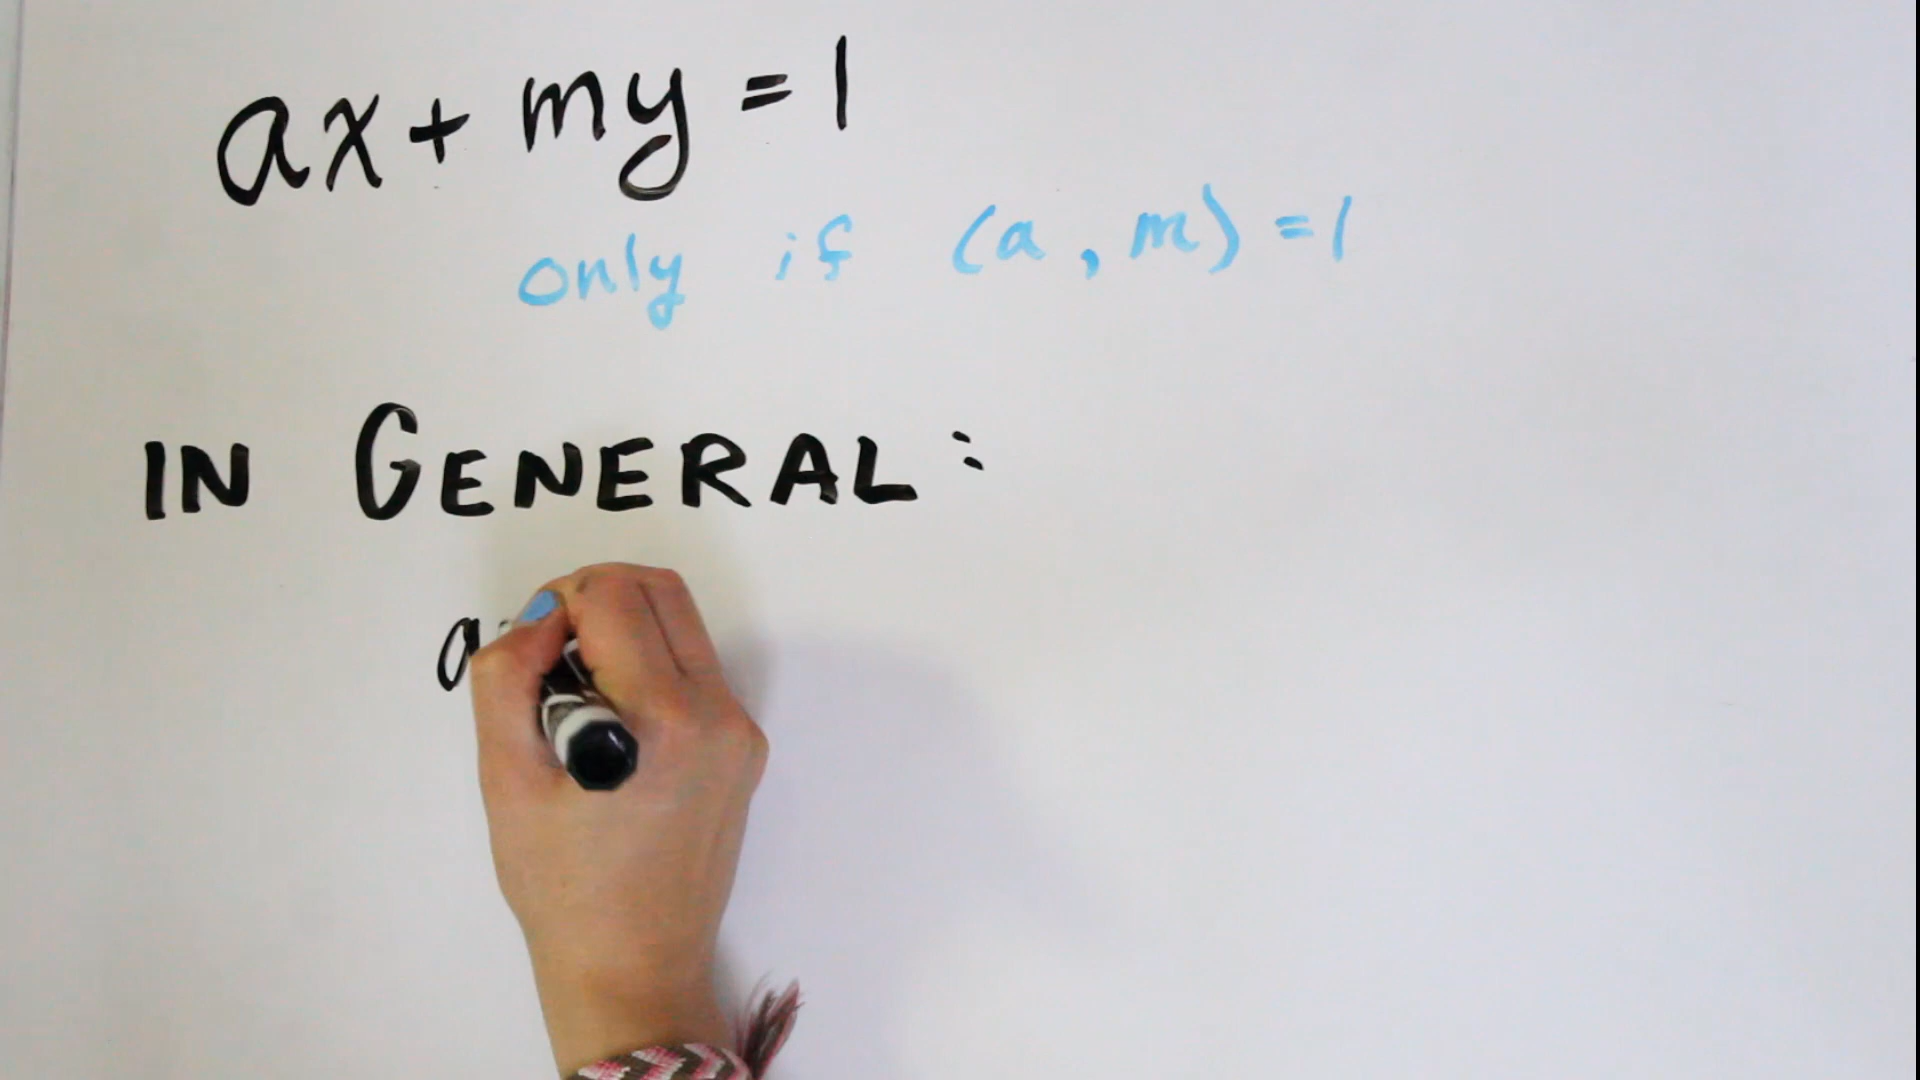 ax + my = 1
only if (a, m) = 1
IN GENERAL:
a